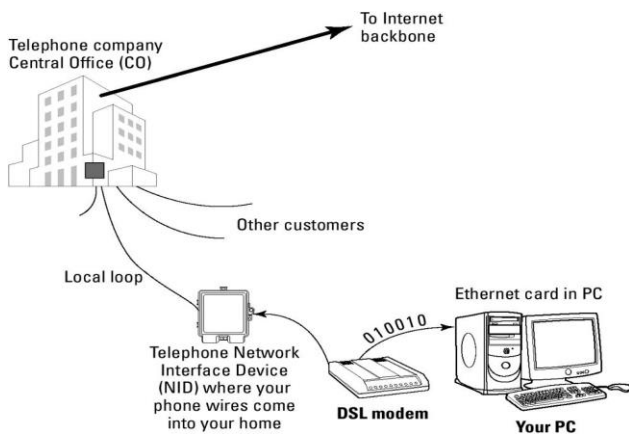 To Internet
backbone
Telephone company
Central Office (CO)
Other customers
Local loop
Ethernet card in PC
010010
Telephone Network
Interface Device
(NID) where your
phone wires come
into your home
DSL modem
Your PC